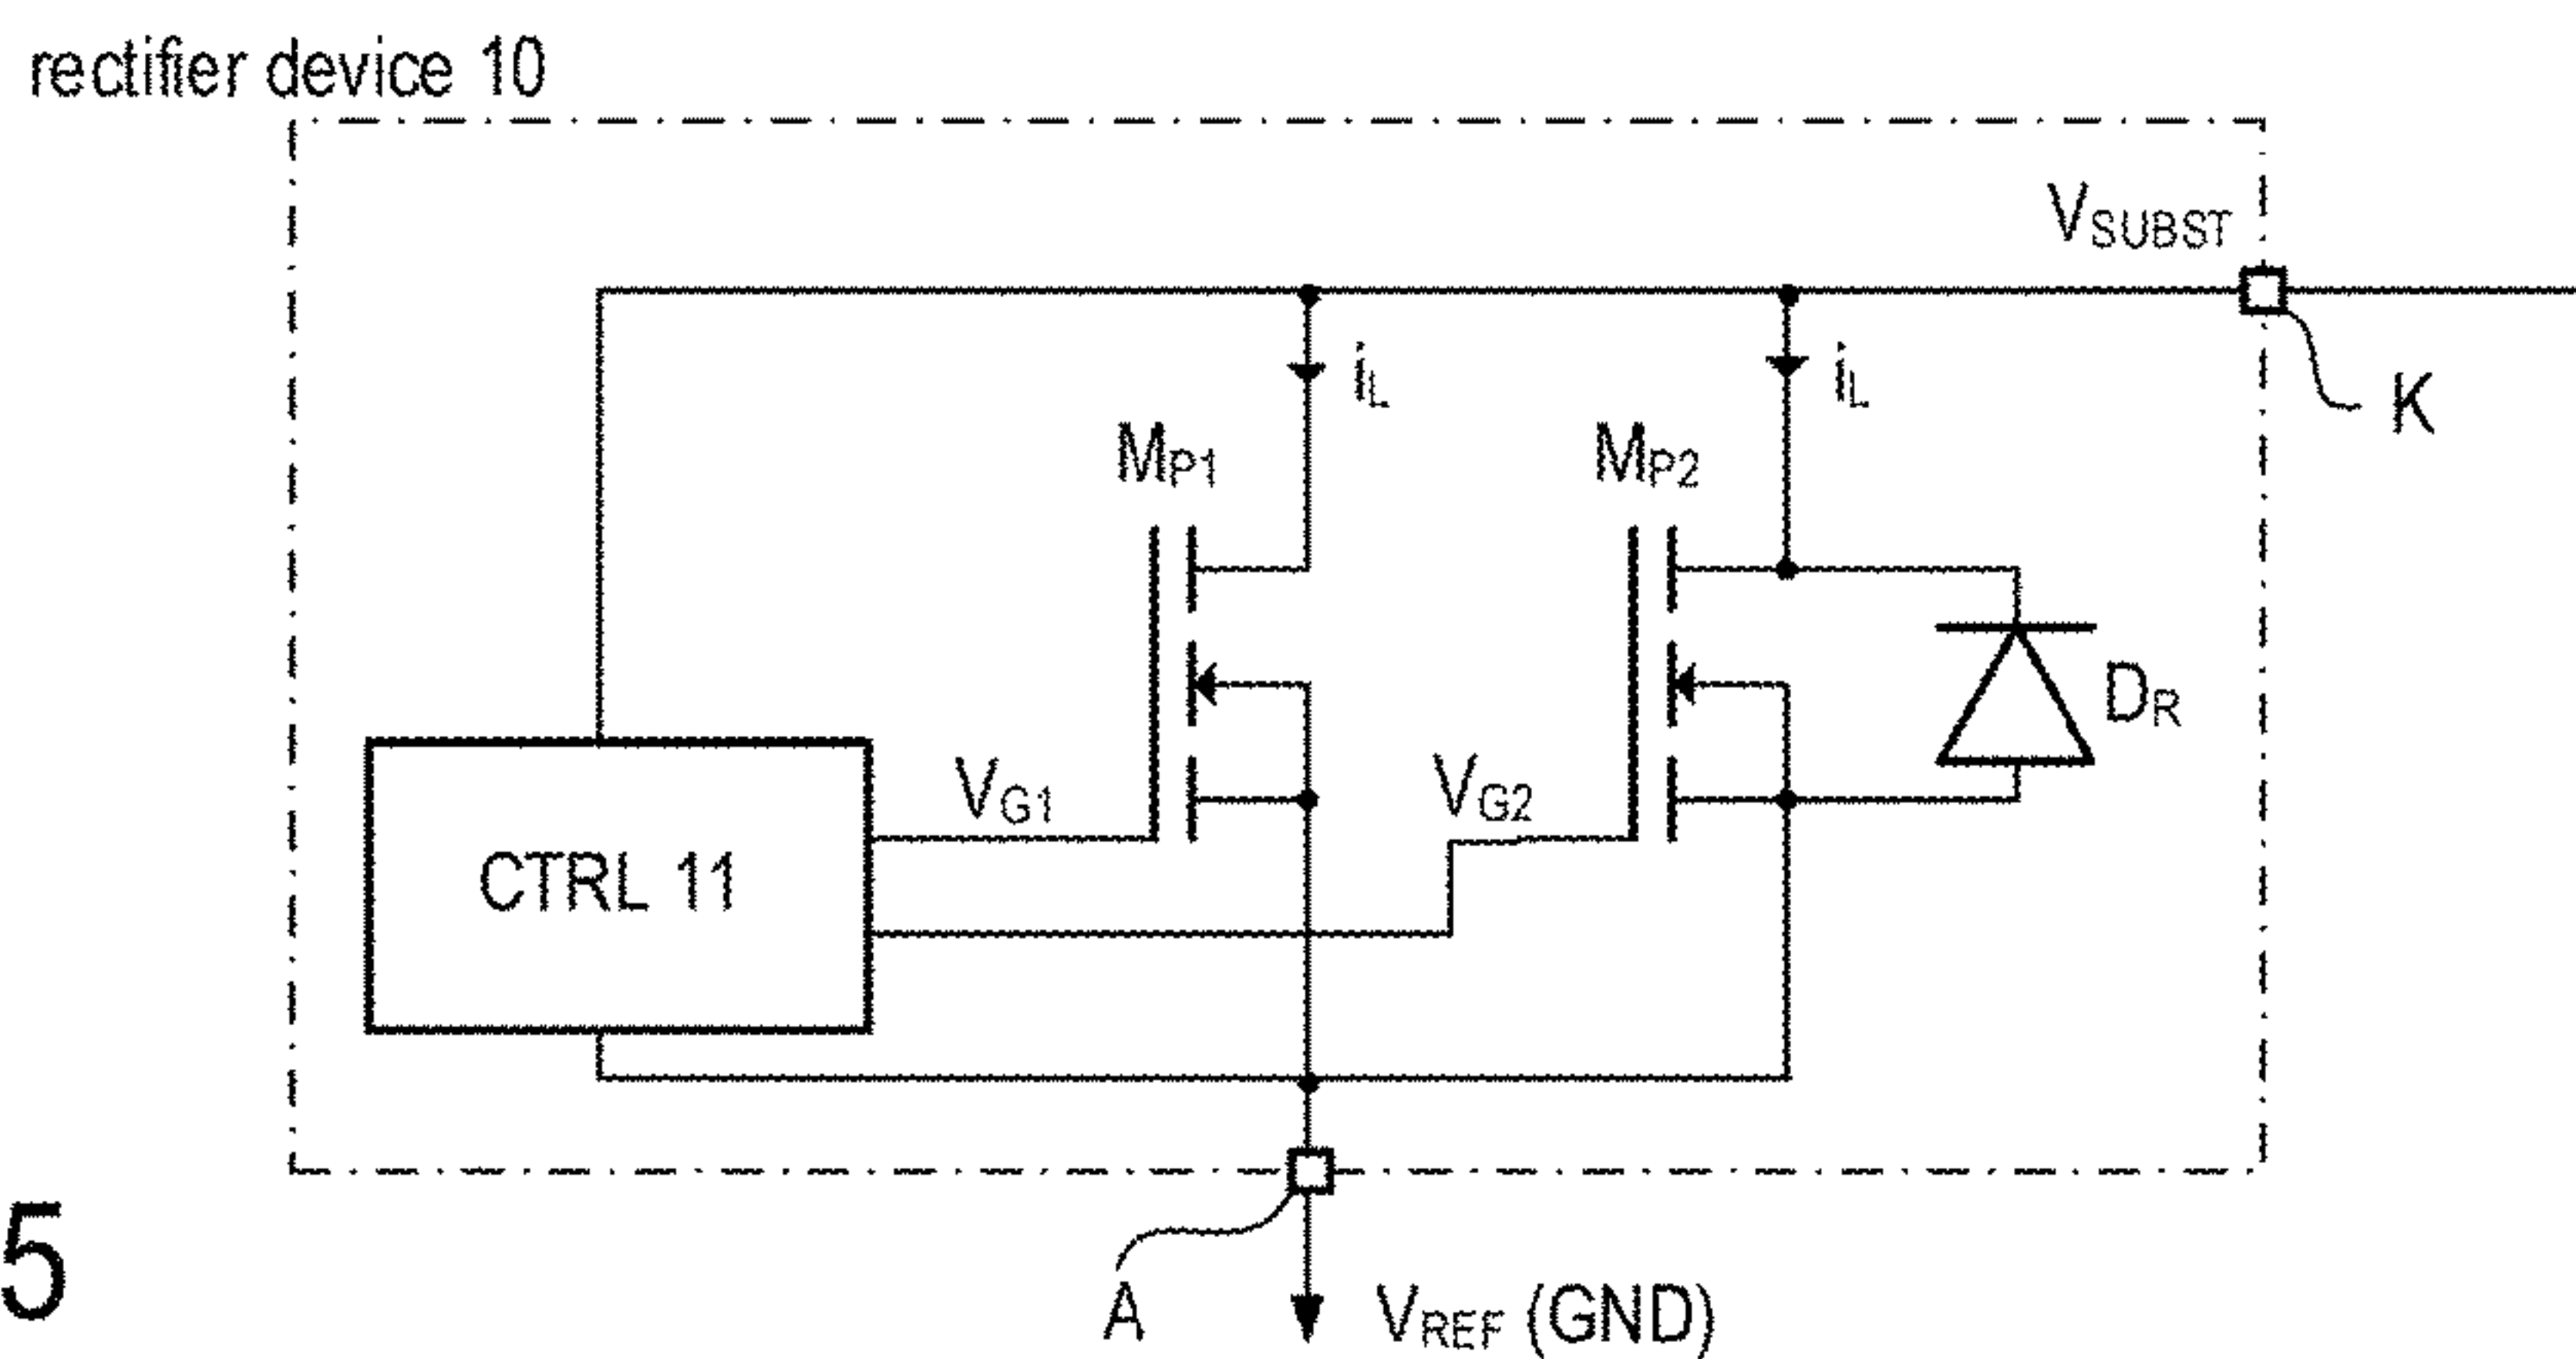 rectifier device 10
VSUBST
iL
iL
K
MP1
MP2
DR
VG1
VG2
CTRL 11
5
A
VREF (GND)